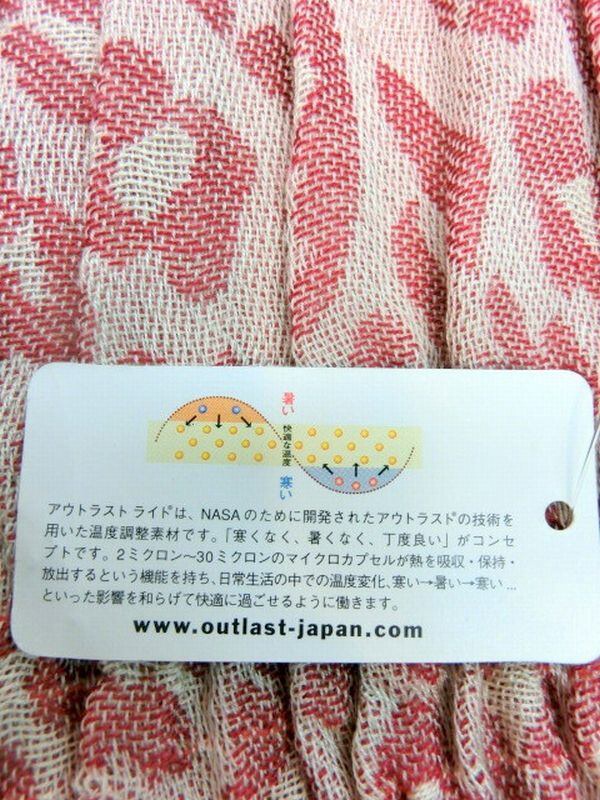 暑い
快適な温度
寒い
アウトラスト ライド®は、NASAのために開発されたアウトラスト®の技術を
用いた温度調整素材です。「寒くなく、暑くなく、丁度良い」がコンセ
プトです。2ミクロン〜30ミクロンのマイクロカプセルが熱を吸収・保持・
放出するという機能を持ち、日常生活の中での温度変化、寒い→暑い→寒い...
といった影響を和らげて快適に過ごせるように働きます。
www.outlast-japan.com